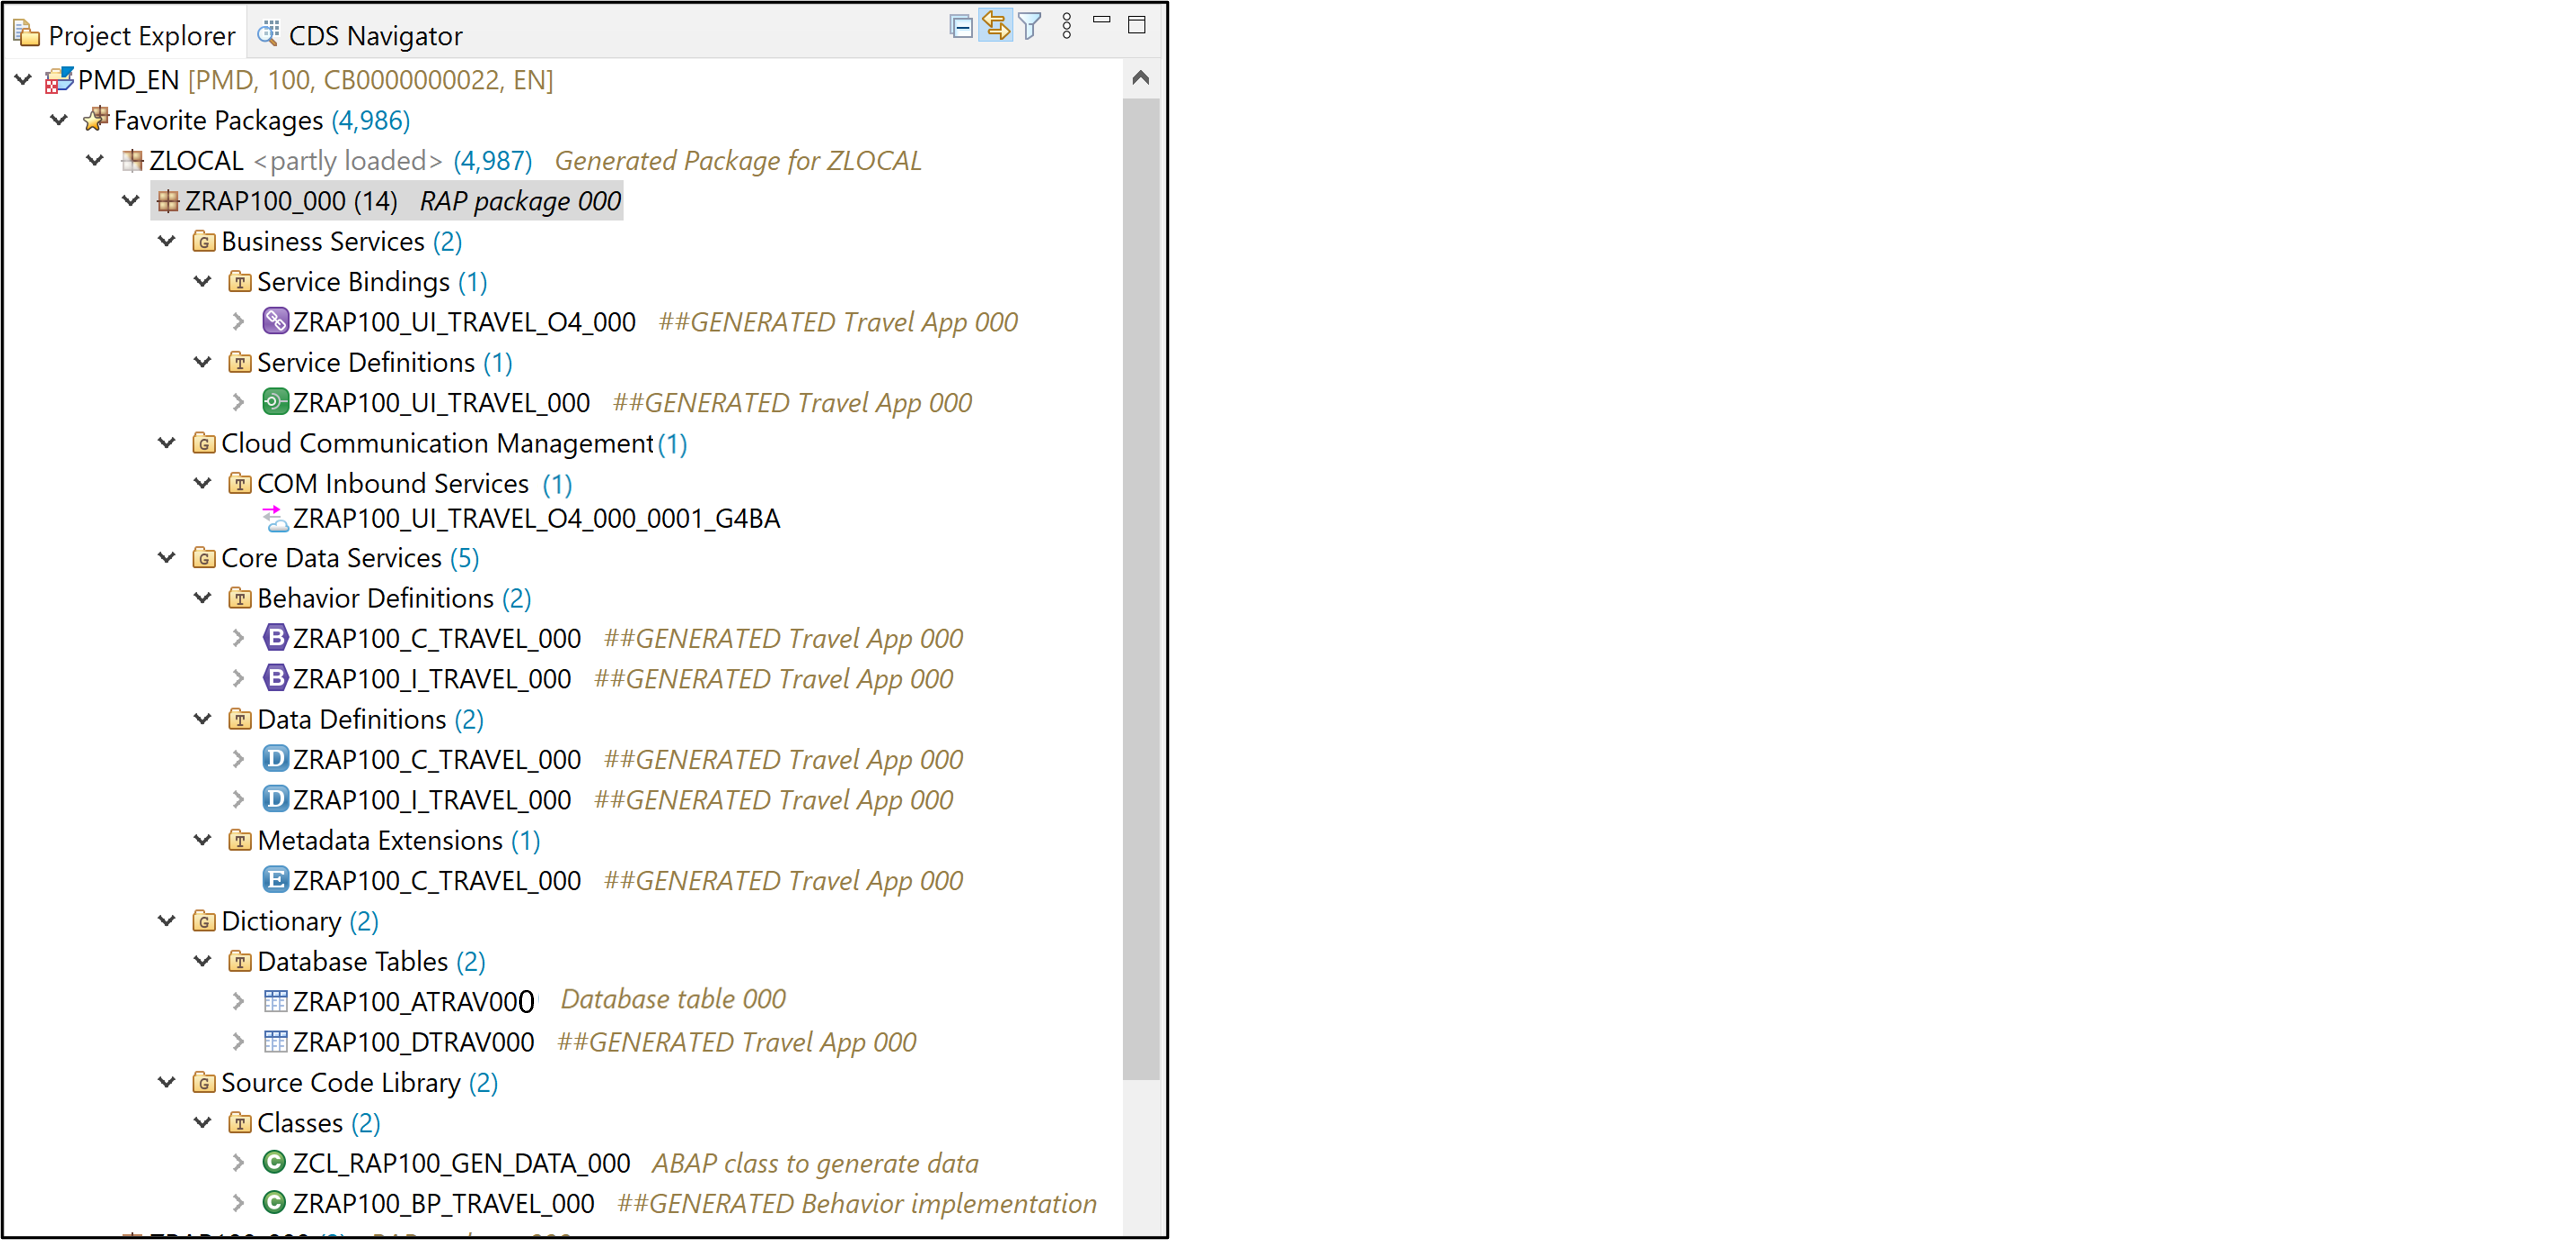 Project Explorer CDS Navigator
PMD_EN [PMD, 100, CB0000000022, EN]
Favorite Packages (4,986)
ZLOCAL <partly loaded> (4,987) Generated Package for ZLOCAL
ZRAP100_000 (14) RAP package 000
G Business Services (2)
T Service Bindings (1)
ZRAP100_UI_TRAVEL_O4_000 ##GENERATED Travel App 000
T Service Definitions (1)
ZRAP100_UI_TRAVEL_000 ##GENERATED Travel App 000
G Cloud Communication Management (1)
T COM Inbound Services (1)
ZRAP100_UI_TRAVEL_O4_000_0001_G4BA
G Core Data Services (5)
T Behavior Definitions (2)
B ZRAP100_C_TRAVEL_000 ##GENERATED Travel App 000
B ZRAP100_I_TRAVEL_000 ##GENERATED Travel App 000
T Data Definitions (2)
D ZRAP100_C_TRAVEL_000 ##GENERATED Travel App 000
D ZRAP100_I_TRAVEL_000 ##GENERATED Travel App 000
T Metadata Extensions (1)
E ZRAP100_C_TRAVEL_000 ##GENERATED Travel App 000
G Dictionary (2)
T Database Tables (2)
ZRAP100_ATRAV000 Database table 000
ZRAP100_DTRAV000 ##GENERATED Travel App 000
G Source Code Library (2)
T Classes (2)
C ZCL_RAP100_GEN_DATA_000 ABAP class to generate data
C ZRAP100_BP_TRAVEL_000 ##GENERATED Behavior implementation